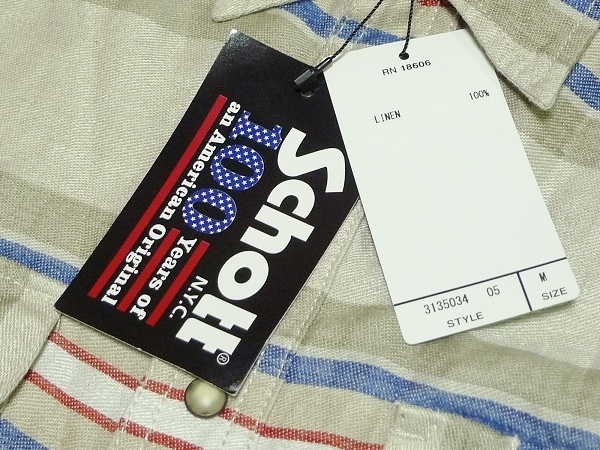 Schott®
N.Y.C.
100 Years of
an American Original
RN 18606
LINEN 100%
3135034 05 M
STYLE SIZE